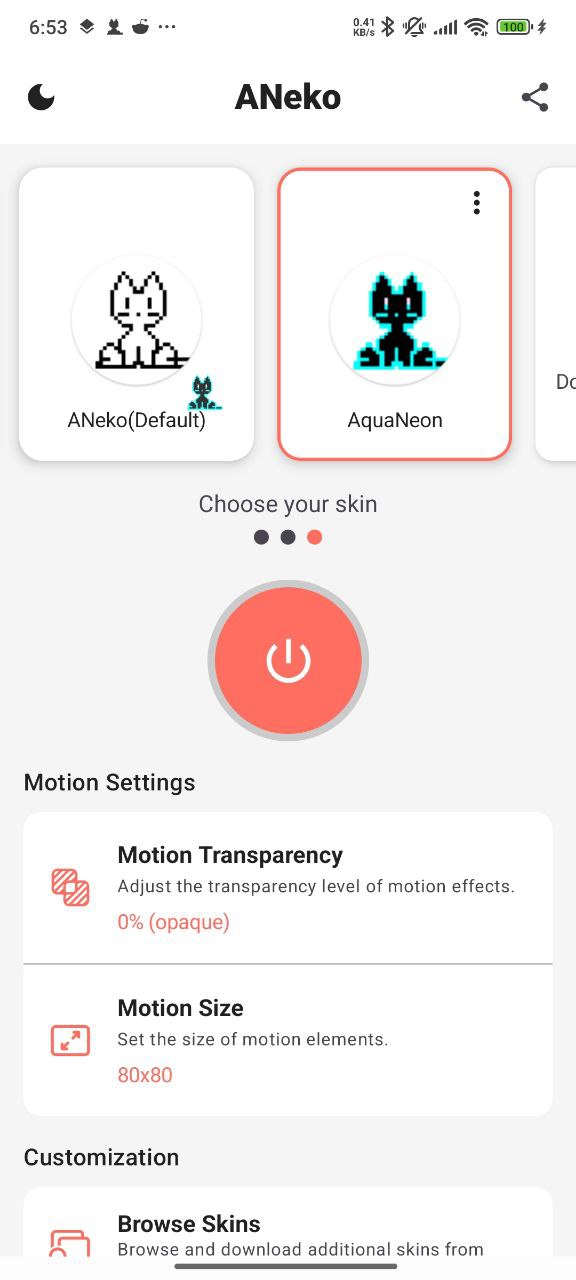 6:53
0.41
KB/s
100
ANeko
ANeko(Default)
AquaNeon
Choose your skin
Motion Settings
Motion Transparency
Adjust the transparency level of motion effects.
0% (opaque)
Motion Size
Set the size of motion elements.
80x80
Customization
Browse Skins
Browse and download additional skins from